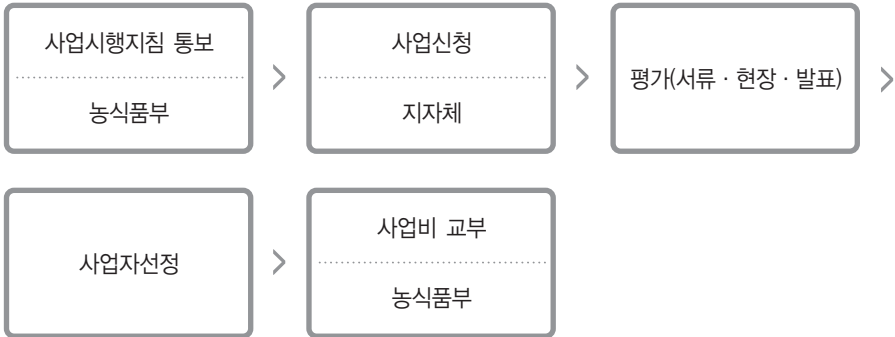 사업시행지침 통보
농식품부
사업신청
지자체
평가(서류·현장·발표)
사업자선정
사업비 교부
농식품부